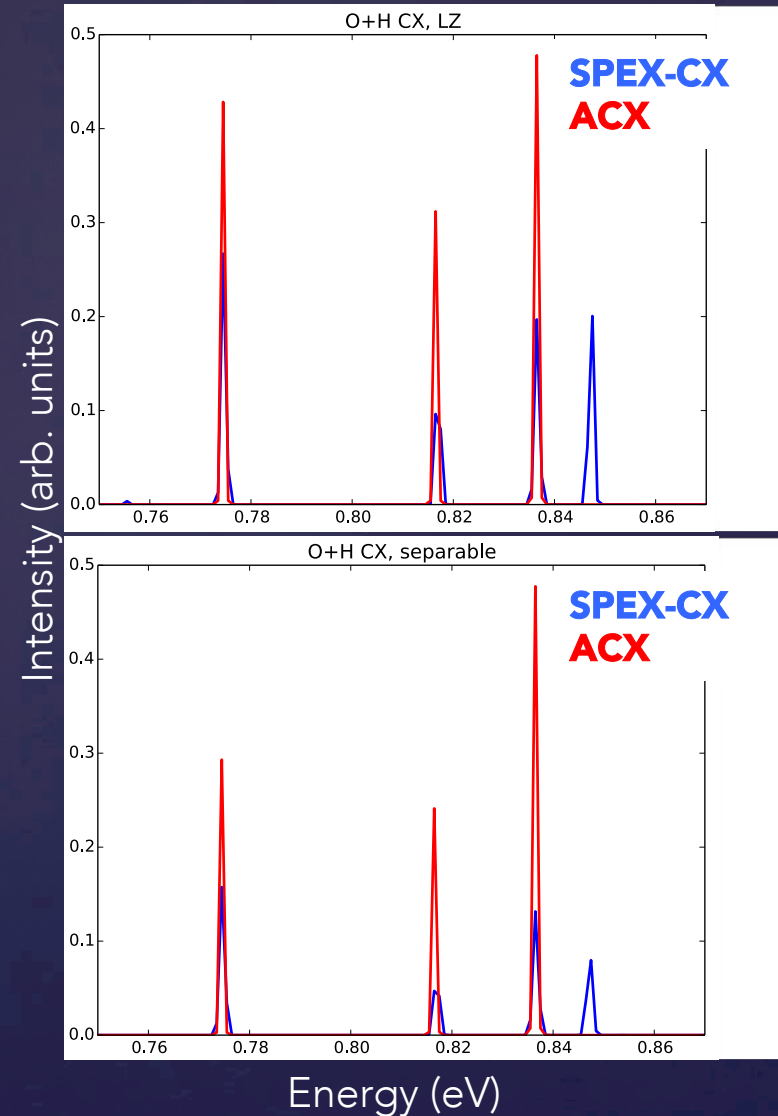 O+H CX, LZ
0.5
0.4
0.3
0.2
0.1
0.0
0.76 0.78 0.80 0.82 0.84 0.86
SPEX-CX
ACX
Intensity (arb. units)
O+H CX, separable
0.5
0.4
0.3
0.2
0.1
0.0
0.76 0.78 0.80 0.82 0.84 0.86
SPEX-CX
ACX
Energy (eV)